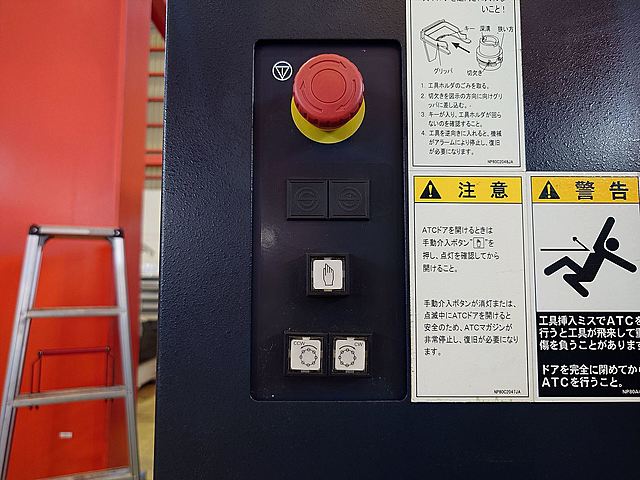 いこと!
キー 深溝 狭い方
グリッパ 切欠き
1. 工具ホルダのごみを取る。
2. 切欠きを図示の方向に向けグリ
ッパに差し込む。
3. キーが入り、工具ホルダが回ら
ないのを確認すること。
4. 工具を逆向きに入れると、機械
がアラームにより停止し、復旧
が必要になります。
NP80C2048JA
注意
ATCドアを開けるときは
手動介入ボタン" "を
押し、点灯を確認してから
開けること。
手動介入ボタンが消灯または、
点滅中にATCドアを開けると
安全のため、ATCマガジンが
非常停止し、復旧が必要になり
ます。
NP80C2041JA
警告
工具挿入ミスでATCを
行うと工具が飛来して重
傷を負うことがあります
ドアを完全に閉めてから
ATCを行うこと。
NP80A
CCW
CW